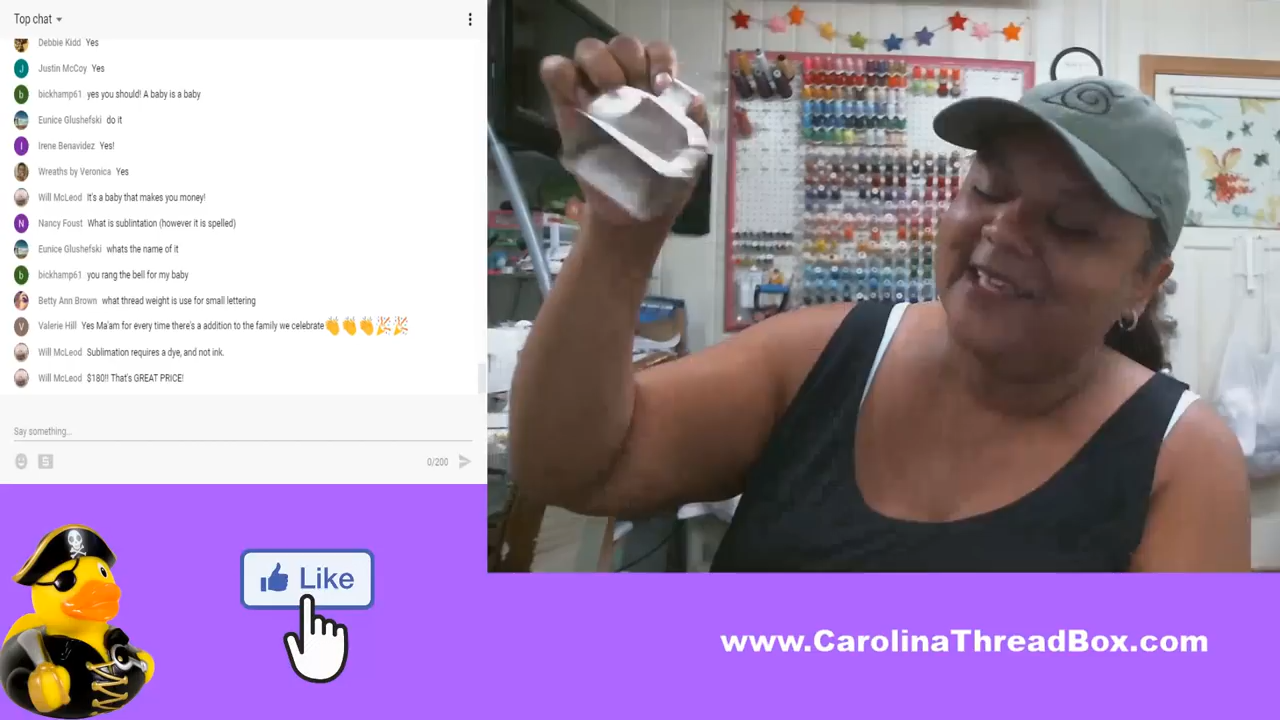 Top chat
Debbie Kidd Yes
J Justin McCoy Yes
b bickhamp61 yes you should! A baby is a baby
Eunice Glushefski do it
I Irene Benavidez Yes!
Wreaths by Veronica Yes
Will McLeod It's a baby that makes you money!
N Nancy Foust What is sublintation (however it is spelled)
Eunice Glushefski whats the name of it
b bickhamp61 you rang the bell for my baby
Betty Ann Brown what thread weight is use for small lettering
V Valerie Hill Yes Ma'am for every time there's a addition to the family we celebrate👏👏👏🎉🎉
Will McLeod Sublimation requires a dye, and not ink.
Will McLeod $180!! That's GREAT PRICE!
Say something...
0/200
Like
www.CarolinaThreadBox.com